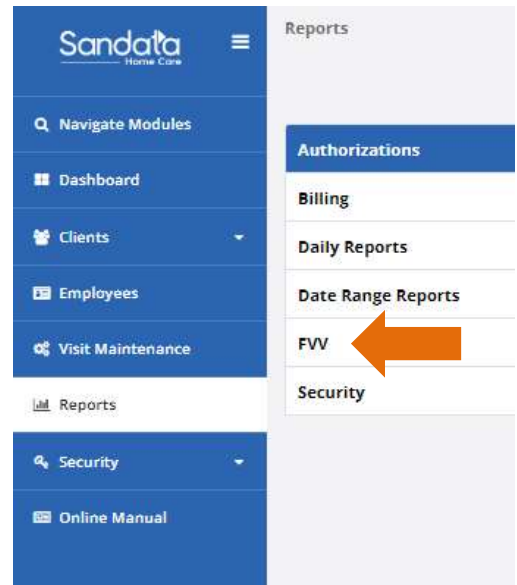 Sandata
Home Care
Navigate Modules
Dashboard
Clients
Employees
Visit Maintenance
Reports
Security
Online Manual
Reports
Authorizations
Billing
Daily Reports
Date Range Reports
FVV
Security